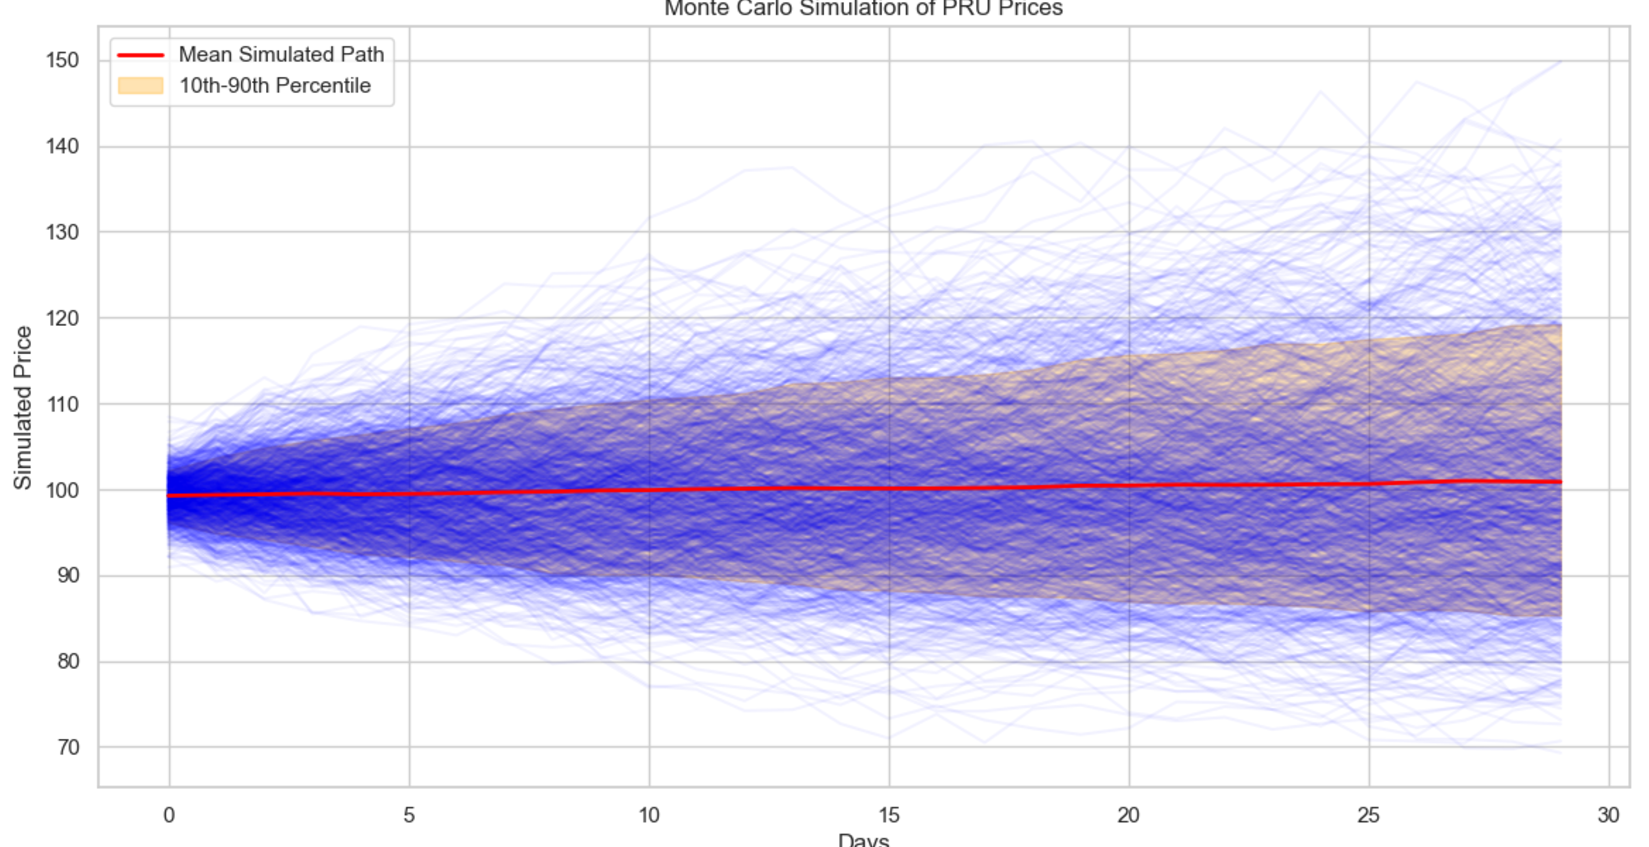 Monte Carlo Simulation of PRU Prices
Mean Simulated Path
10th-90th Percentile
Simulated Price
150
140
130
120
110
100
90
80
70
0 5 10 15 20 25 30
Days